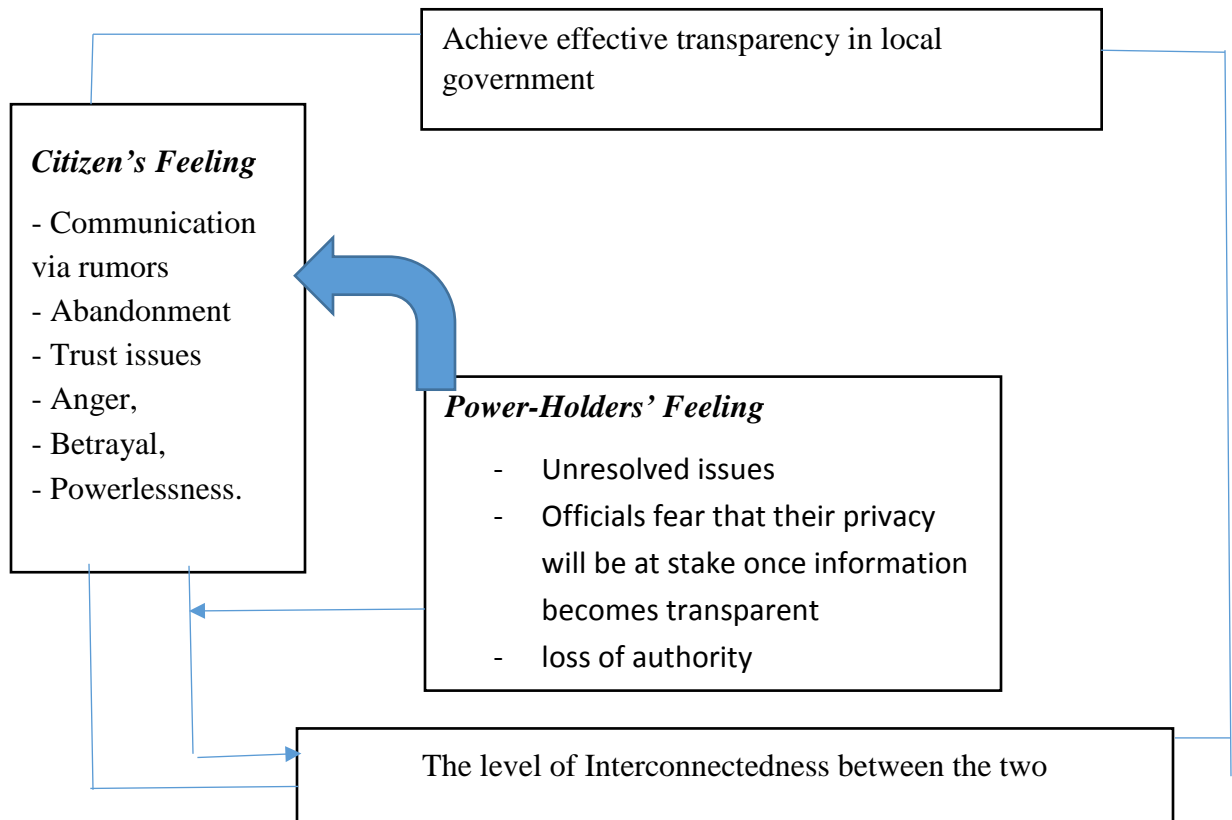 Achieve effective transparency in local
government
Citizen’s Feeling
- Communication
via rumors
- Abandonment
- Trust issues
- Anger,
- Betrayal,
- Powerlessness.
Power-Holders’ Feeling
- Unresolved issues
- Officials fear that their privacy
will be at stake once information
becomes transparent
- loss of authority
The level of Interconnectedness between the two